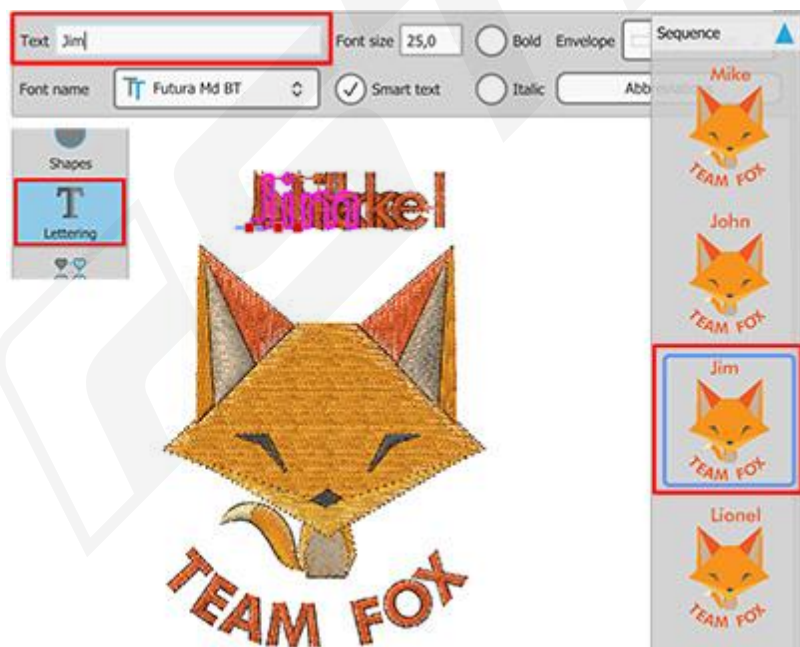 Text Jim Font size 25,0 Bold Envelope
Font name Futura Md BT Smart text Italic
Shapes
Lettering
TEAM FOX
Sequence
Mike
TEAM FOX
John
TEAM FOX
Jim
TEAM FOX
Lionel
TEAM FOX